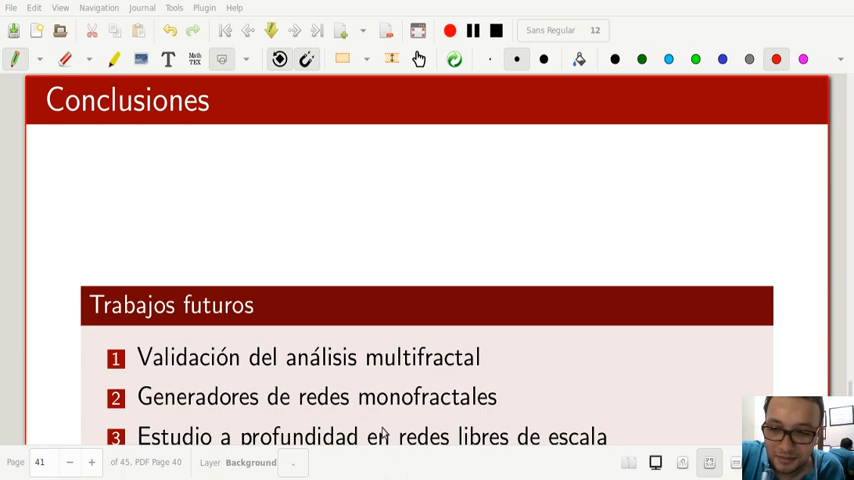 File Edit View Navigation Journal Tools Plugin Help
Sans Regular 12
T Math TEX
Conclusiones
Trabajos futuros
1 Validación del análisis multifractal
2 Generadores de redes monofractales
3 Estudio a profundidad en redes libres de escala
Page 41 − + of 45. PDF Page 40 Layer Background